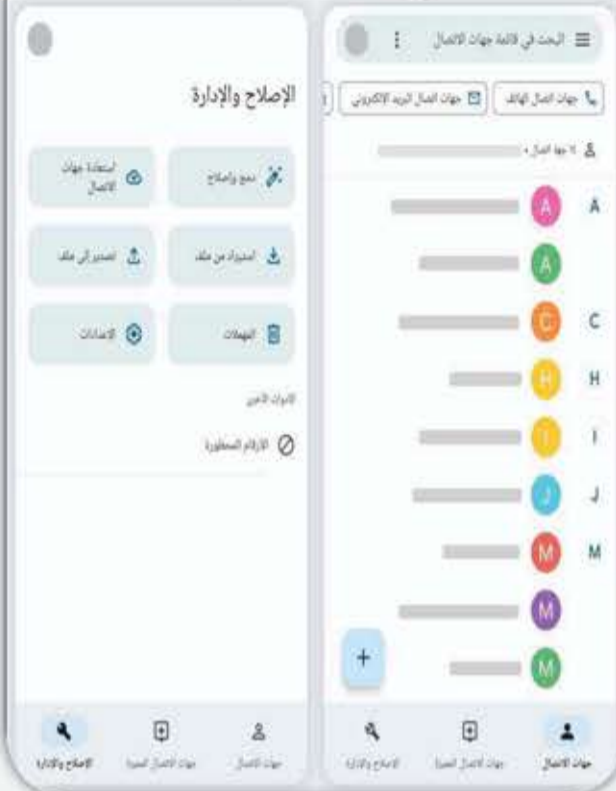 البحث في قائمة جهات الاتصال
جهات اتصال الهاتف
جهات اتصال البريد الإلكتروني
جهة اتصال •
A
A
A
C
C
H
H
I
I
J
J
M
M
M
M
+
جهات الاتصال
جهات الاتصال المميزة
الإصلاح والإدارة
الإصلاح والإدارة
دمج وإصلاح
استعادة جهات
الاتصال
استيراد من ملف
تصدير إلى ملف
المهملات
الإعدادات
الأدوات الأخرى
الأرقام المحظورة
جهات الاتصال
جهات الاتصال المميزة
الإصلاح والإدارة